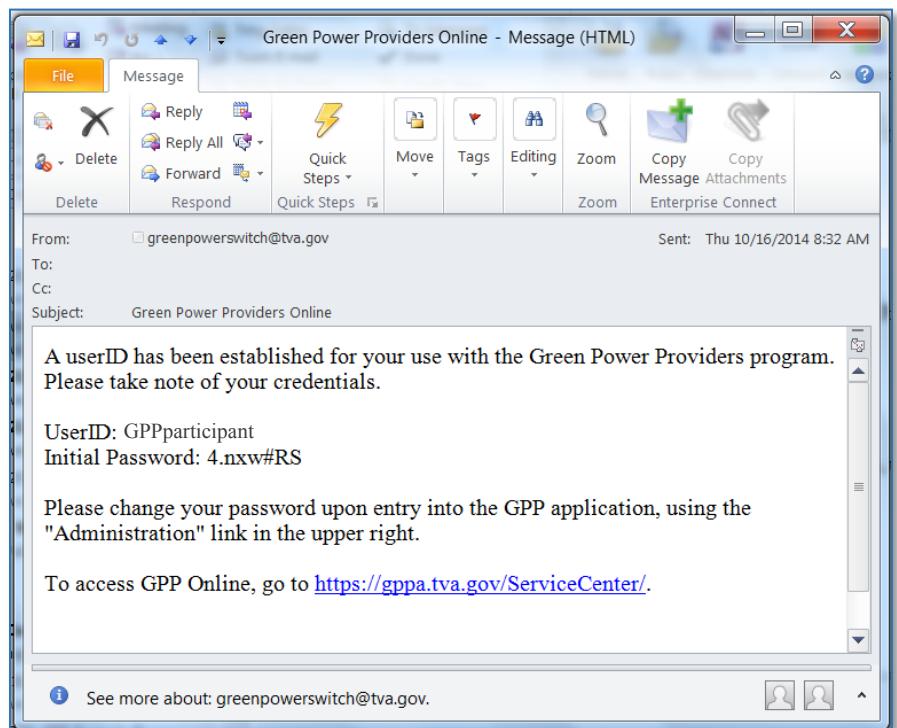 Green Power Providers Online - Message (HTML)
File Message
Delete
Reply
Reply All
Forward
Quick Steps
Move
Tags
Editing
Zoom
Copy Message
Copy Attachments
Delete Respond Quick Steps Zoom Enterprise Connect
From: greenpowerswitch@tva.gov Sent: Thu 10/16/2014 8:32 AM
To:
Cc:
Subject: Green Power Providers Online
A userID has been established for your use with the Green Power Providers program.
Please take note of your credentials.
UserID: GPPparticipant
Initial Password: 4.nxw#RS
Please change your password upon entry into the GPP application, using the
"Administration" link in the upper right.
To access GPP Online, go to https://gppa.tva.gov/ServiceCenter/.
See more about: greenpowerswitch@tva.gov.